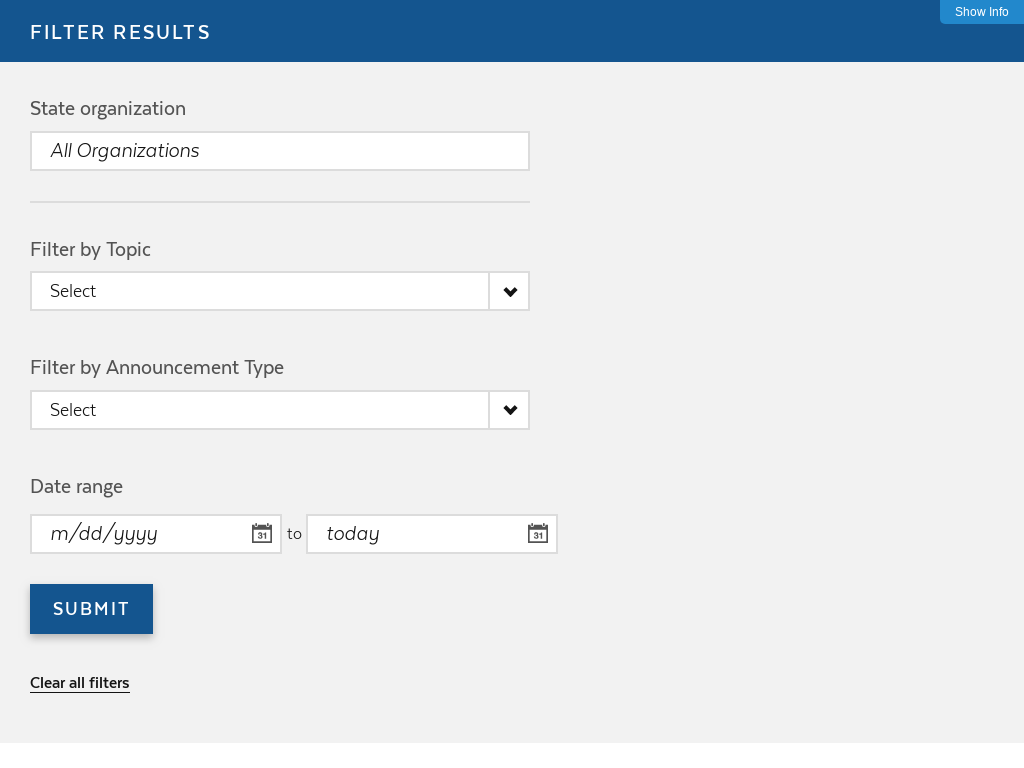 Show Info
FILTER RESULTS
State organization
All Organizations
Filter by Topic
Select
Filter by Announcement Type
Select
Date range
m/dd/yyyy 31 to today 31
SUBMIT
Clear all filters